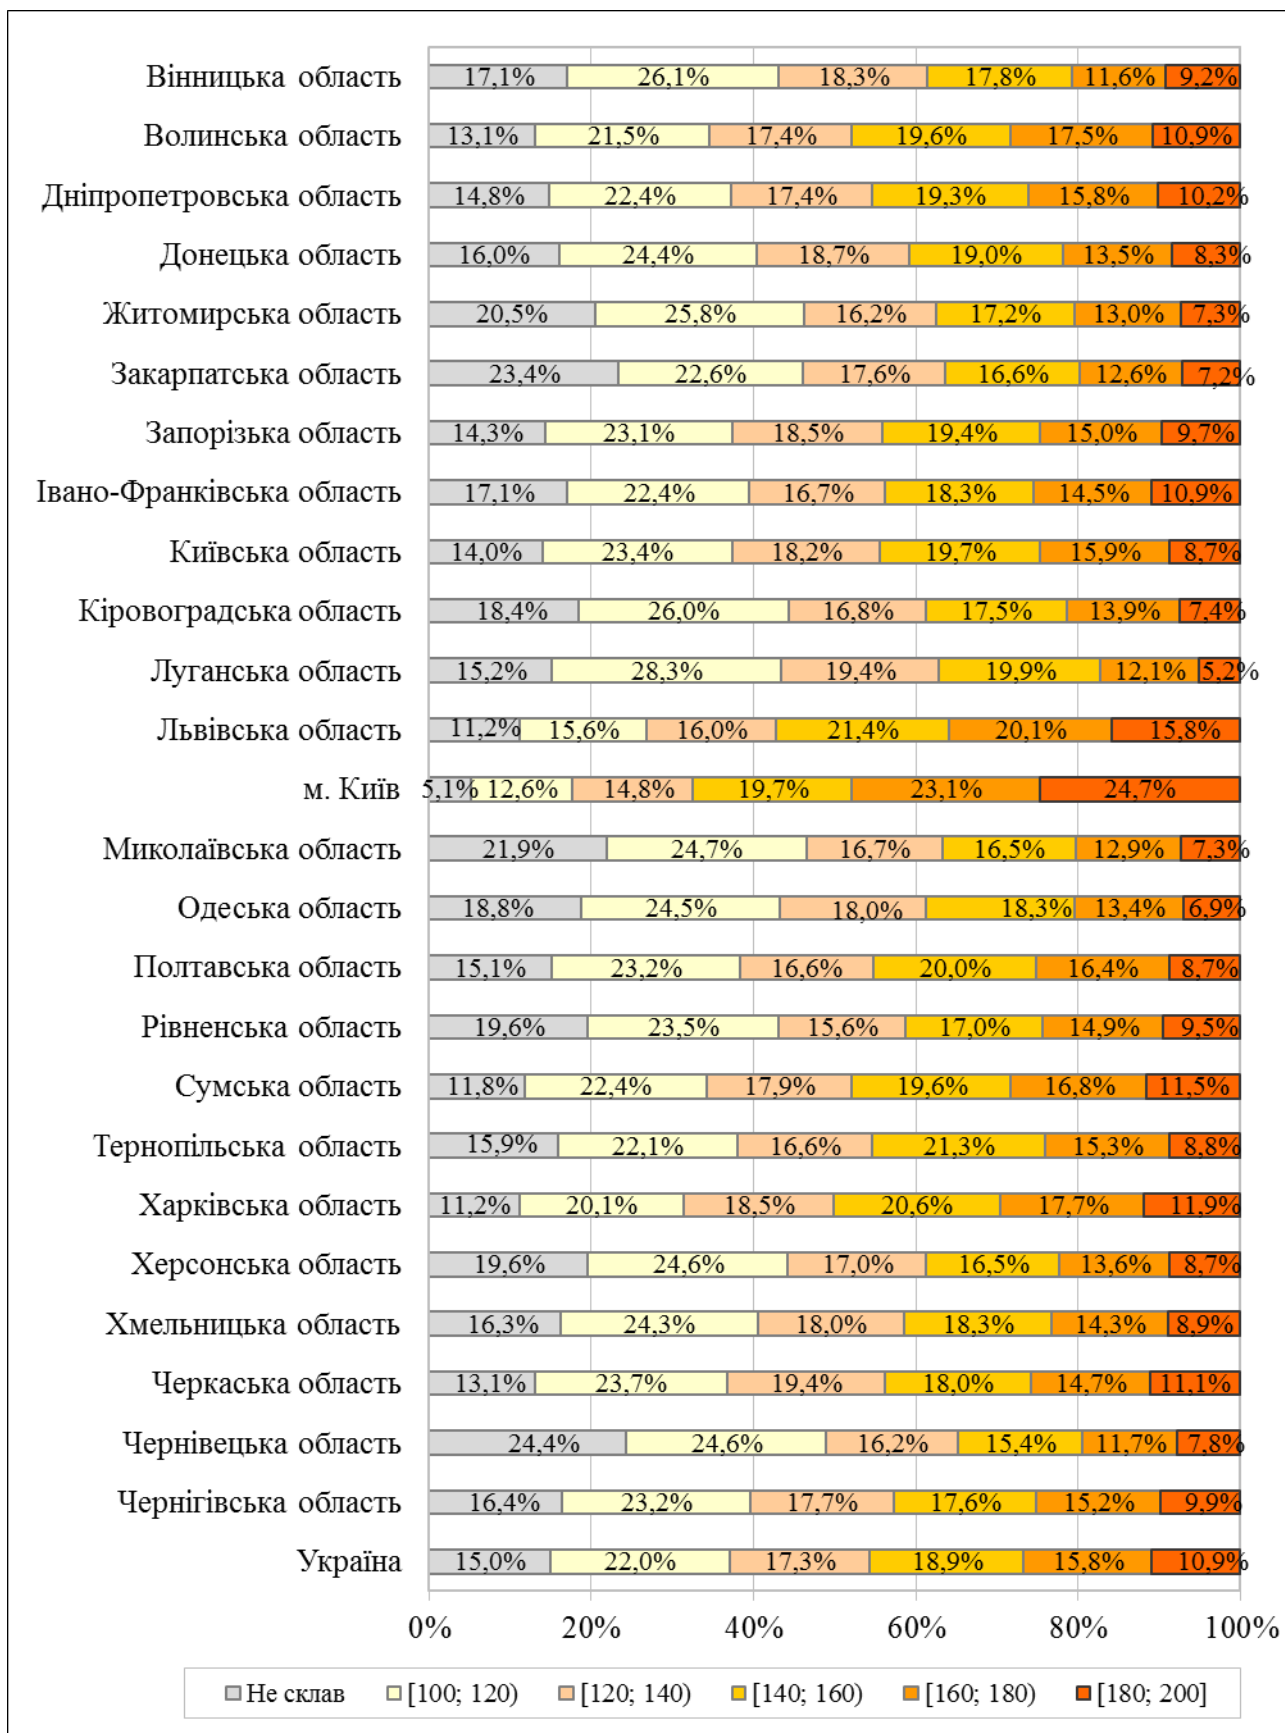 Вінницька область 17,1% 26,1% 18,3% 17,8% 11,6% 9,2%
Волинська область 13,1% 21,5% 17,4% 19,6% 17,5% 10,9%
Дніпропетровська область 14,8% 22,4% 17,4% 19,3% 15,8% 10,2%
Донецька область 16,0% 24,4% 18,7% 19,0% 13,5% 8,3%
Житомирська область 20,5% 25,8% 16,2% 17,2% 13,0% 7,3%
Закарпатська область 23,4% 22,6% 17,6% 16,6% 12,6% 7,2%
Запорізька область 14,3% 23,1% 18,5% 19,4% 15,0% 9,7%
Івано-Франківська область 17,1% 22,4% 16,7% 18,3% 14,5% 10,9%
Київська область 14,0% 23,4% 18,2% 19,7% 15,9% 8,7%
Кіровоградська область 18,4% 26,0% 16,8% 17,5% 13,9% 7,4%
Луганська область 15,2% 28,3% 19,4% 19,9% 12,1% 5,2%
Львівська область 11,2% 15,6% 16,0% 21,4% 20,1% 15,8%
м. Київ 5,1% 12,6% 14,8% 19,7% 23,1% 24,7%
Миколаївська область 21,9% 24,7% 16,7% 16,5% 12,9% 7,3%
Одеська область 18,8% 24,5% 18,0% 18,3% 13,4% 6,9%
Полтавська область 15,1% 23,2% 16,6% 20,0% 16,4% 8,7%
Рівненська область 19,6% 23,5% 15,6% 17,0% 14,9% 9,5%
Сумська область 11,8% 22,4% 17,9% 19,6% 16,8% 11,5%
Тернопільська область 15,9% 22,1% 16,6% 21,3% 15,3% 8,8%
Харківська область 11,2% 20,1% 18,5% 20,6% 17,7% 11,9%
Херсонська область 19,6% 24,6% 17,0% 16,5% 13,6% 8,7%
Хмельницька область 16,3% 24,3% 18,0% 18,3% 14,3% 8,9%
Черкаська область 13,1% 23,7% 19,4% 18,0% 14,7% 11,1%
Чернівецька область 24,4% 24,6% 16,2% 15,4% 11,7% 7,8%
Чернігівська область 16,4% 23,2% 17,7% 17,6% 15,2% 9,9%
Україна 15,0% 22,0% 17,3% 18,9% 15,8% 10,9%
0% 20% 40% 60% 80% 100%
Не склав [100; 120) [120; 140) [140; 160) [160; 180) [180; 200]